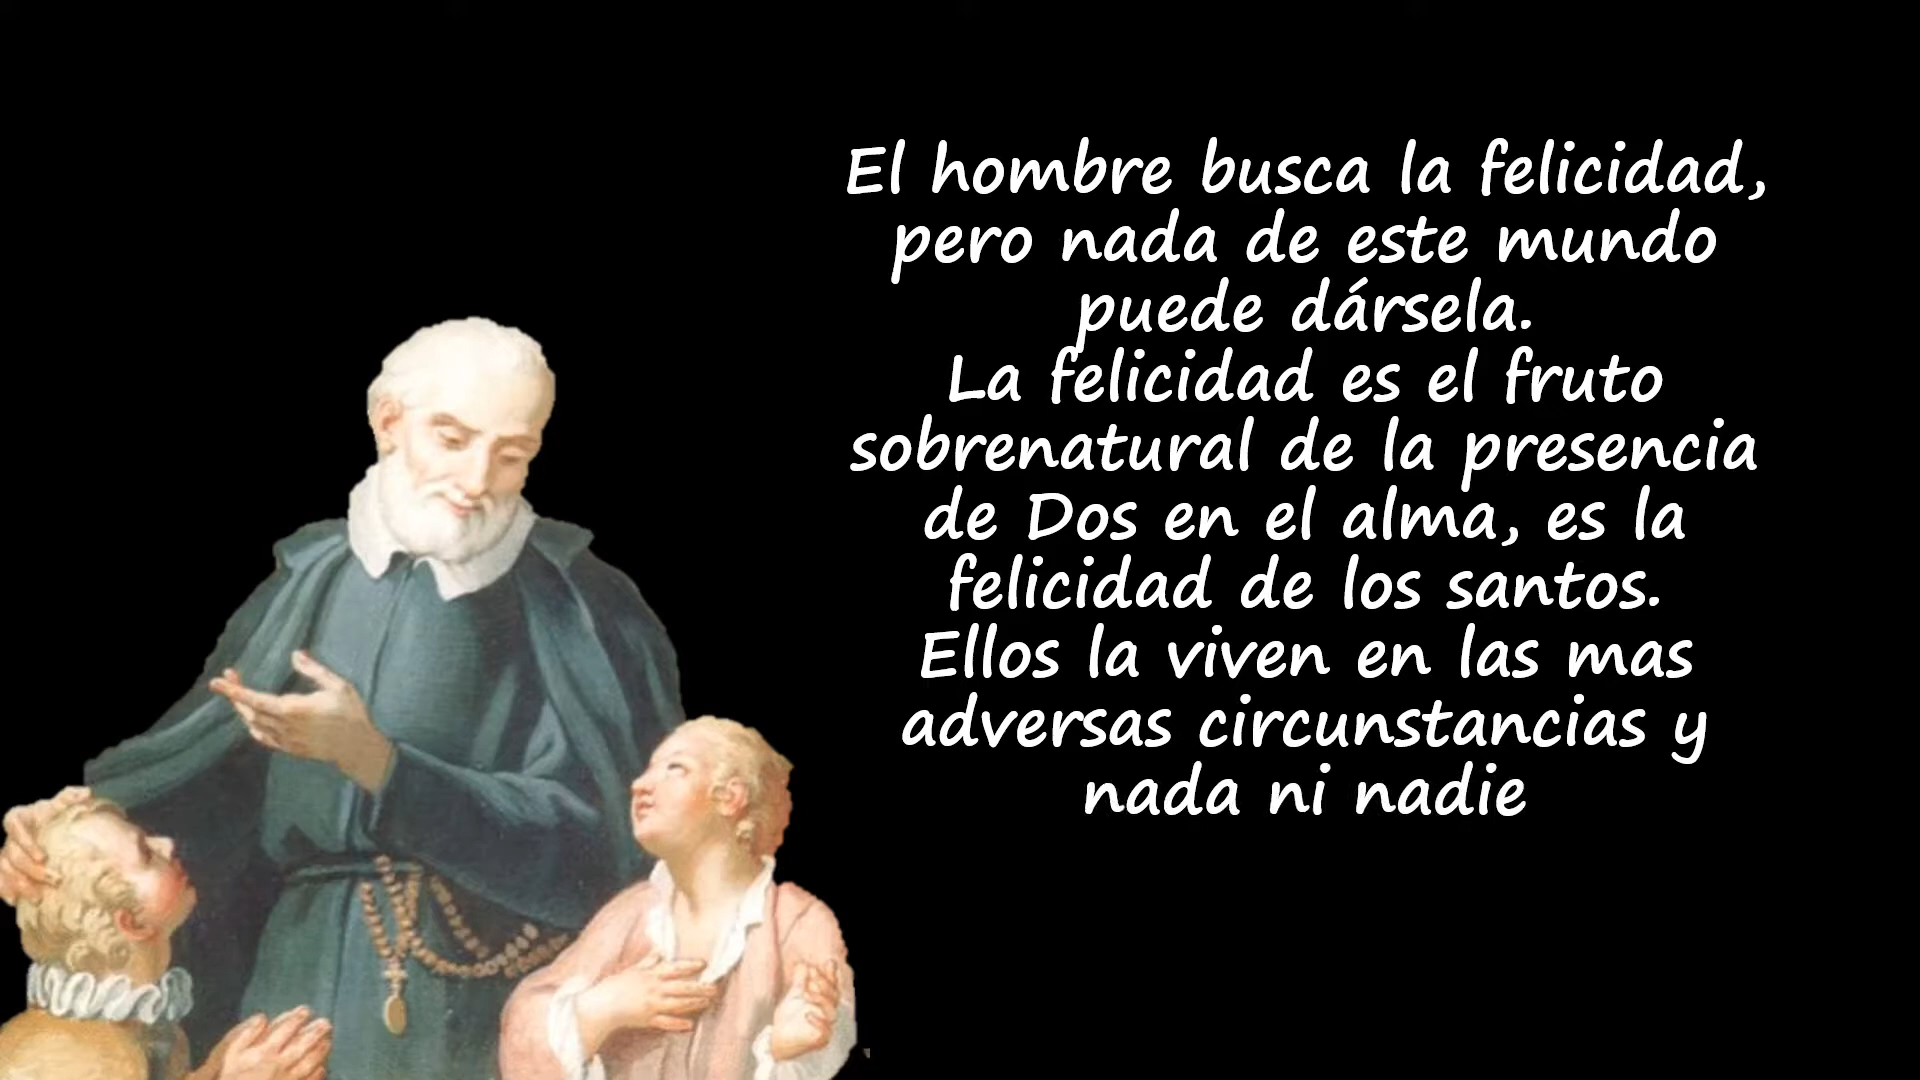 El hombre busca la felicidad,
pero nada de este mundo
puede dársela.
La felicidad es el fruto
sobrenatural de la presencia
de Dos en el alma, es la
felicidad de los santos.
Ellos la viven en las mas
adversas circunstancias y
nada ni nadie